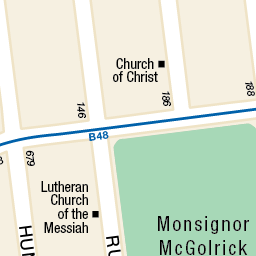 Church
of Christ
188
186
146
B48
679
Lutheran
Church
of the
Messiah
Monsignor
McGolrick